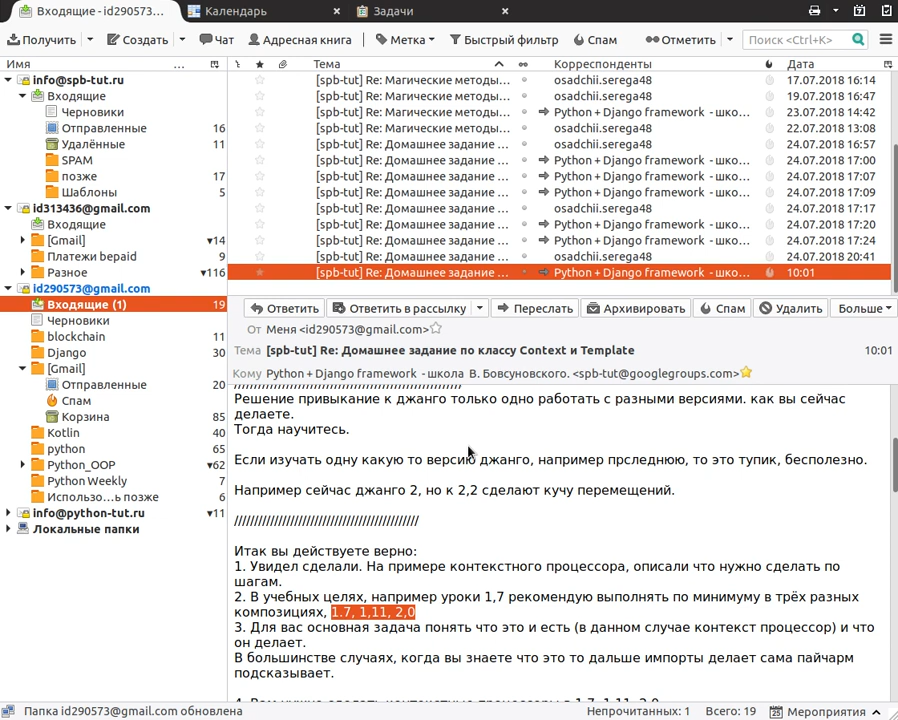 Входящие - id290573…
Календарь
Задачи
Получить
Создать
Чат
Адресная книга
Метка
Быстрый фильтр
Спам
Отметить
Поиск <Ctrl+K>
Имя
...
Тема
Корреспонденты
Дата
info@spb-tut.ru
Входящие
Черновики
Отправленные 16
Удалённые 11
SPAM
позже 17
Шаблоны 5
id313436@gmail.com
Входящие
[Gmail] ▾14
Платежи bepaid 9
Разное ▾116
id290573@gmail.com
Входящие (1) 19
Черновики
blockchain 11
Django 30
[Gmail]
Отправленные 20
Спам
Корзина 85
Kotlin 40
python 65
Python_OOP ▾62
Python Weekly 7
Использо…ь позже 6
info@python-tut.ru ▾11
Локальные папки
[spb-tut] Re: Магические методы… osadchii.serega48 17.07.2018 16:14
[spb-tut] Re: Магические методы… osadchii.serega48 19.07.2018 16:47
[spb-tut] Re: Магические методы… Python + Django framework - шко… 23.07.2018 14:42
[spb-tut] Re: Магические методы… osadchii.serega48 22.07.2018 13:08
[spb-tut] Re: Домашнее задание … osadchii.serega48 24.07.2018 16:57
[spb-tut] Re: Домашнее задание … Python + Django framework - шко… 24.07.2018 17:00
[spb-tut] Re: Домашнее задание … Python + Django framework - шко… 24.07.2018 17:07
[spb-tut] Re: Домашнее задание … Python + Django framework - шко… 24.07.2018 17:09
[spb-tut] Re: Домашнее задание … osadchii.serega48 24.07.2018 17:17
[spb-tut] Re: Домашнее задание … Python + Django framework - шко… 24.07.2018 17:20
[spb-tut] Re: Домашнее задание … Python + Django framework - шко… 24.07.2018 17:24
[spb-tut] Re: Домашнее задание … osadchii.serega48 24.07.2018 20:41
[spb-tut] Re: Домашнее задание … Python + Django framework - шко… 10:01
Ответить
Ответить в рассылку
Переслать
Архивировать
Спам
Удалить
Больше
От Меня <id290573@gmail.com>
Тема [spb-tut] Re: Домашнее задание по классу Context и Template 10:01
Кому Python + Django framework - школа В. Бовсуновского. <spb-tut@googlegroups.com>
Решение привыкание к джанго только одно работать с разными версиями. как вы сейчас
делаете.
Тогда научитесь.
Если изучать одну какую то версию джанго, например прследнюю, то это тупик, бесполезно.
Например сейчас джанго 2, но к 2,2 сделают кучу перемещений.
//////////////////////////////////////////////
Итак вы действуете верно:
1. Увидел сделали. На примере контекстного процессора, описали что нужно сделать по
шагам.
2. В учебных целях, например уроки 1,7 рекомендую выполнять по минимуму в трёх разных
композициях, 1.7, 1,11, 2,0
3. Для вас основная задача понять что это и есть (в данном случае контекст процессор) и что
он делает.
В большинстве случаях, когда вы знаете что это то дальше импорты делает сама пайчарм
подсказывает.
Папка id290573@gmail.com обновлена
Непрочитанных: 1
Всего: 19
Мероприятия